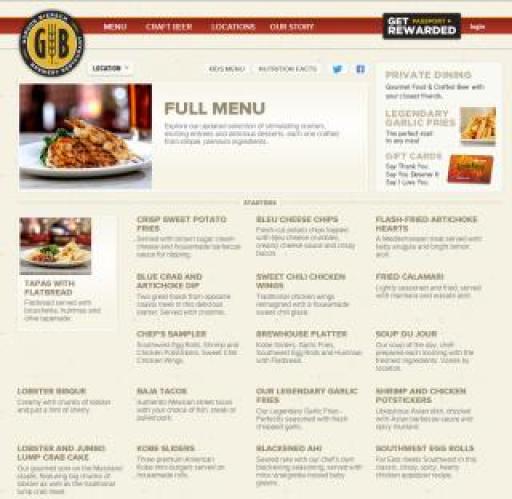 GB
MENU
CRAFT BEER
LOCATIONS
OUR STORY
GET PASSPORT
REWARDED
login
LOCATION
KIDS MENU
NUTRITION FACTS
FULL MENU
Explore our updated selection of stimulating starters,
exciting entrees and delicious desserts, each one crafted
from simple, premium ingredients.
PRIVATE DINING
Gourmet Food & Crafted Beer with
your closest friends.
LEGENDARY
GARLIC FRIES
The perfect start
to any meal
GIFT CARDS
Say Thank You
Say You Deserve It
Say I Love You
STARTERS
TAPAS WITH
FLATBREAD
Flatbread served with
bruschetta, hummus and
olive tapenade.
CRISP SWEET POTATO
FRIES
Served with brown sugar cream
cheese and housemade barbecue
sauce for dipping.
BLEU CHEESE CHIPS
Fresh-cut potato chips topped
with bleu cheese crumbles,
creamy cheese sauce and crispy
bacon.
FLASH-FRIED ARTICHOKE
HEARTS
A Mediterranean treat served with
baby arugula and bright lemon
aioli.
BLUE CRAB AND
ARTICHOKE DIP
Two great foods from opposite
coasts meet in this delicious
starter. Served with crostinis.
SWEET CHILI CHICKEN
WINGS
Traditional chicken wings
reimagined with a housemade
sweet chili glaze.
FRIED CALAMARI
Lightly seasoned and fried, served
with marinara and wasabi aioli.
CHEF'S SAMPLER
Southwest Egg Rolls, Shrimp and
Chicken Potstickers, Sweet Chili
Chicken Wings.
BREWHOUSE PLATTER
Kobe Sliders, Garlic Fries,
Southwest Egg Rolls and Hummus
with Flatbread.
SOUP DU JOUR
Our soup of the day, chef-
prepared each morning with the
freshest ingredients. Varies by
location.
LOBSTER BISQUE
Creamy with chunks of lobster
and just a hint of sherry.
BAJA TACOS
Authentic Mexican street tacos
with your choice of fish, steak or
pulled pork.
OUR LEGENDARY GARLIC
FRIES
Our Legendary Garlic Fries -
Perfectly seasoned with fresh
chopped garlic.
SHRIMP AND CHICKEN
POTSTICKERS
Ubiquitous Asian dish, drizzled
with Asian barbecue sauce and
spicy mustard.
LOBSTER AND JUMBO
LUMP CRAB CAKE
Our gourmet spin on the Maryland
staple, featuring big chunks of
lobster as well as the traditional
lump crab meat.
KOBE SLIDERS
Three premium American
Kobe mini-burgers served on
housemade rolls.
BLACKENED AHI
Seared rare with our Chef's own
blackening seasoning, served with
miso vinaigrette-tossed baby
greens.
SOUTHWEST EGG ROLLS
Far East meets Southwest in this
classic, crispy, spicy, hearty
chicken appetizer recipe.